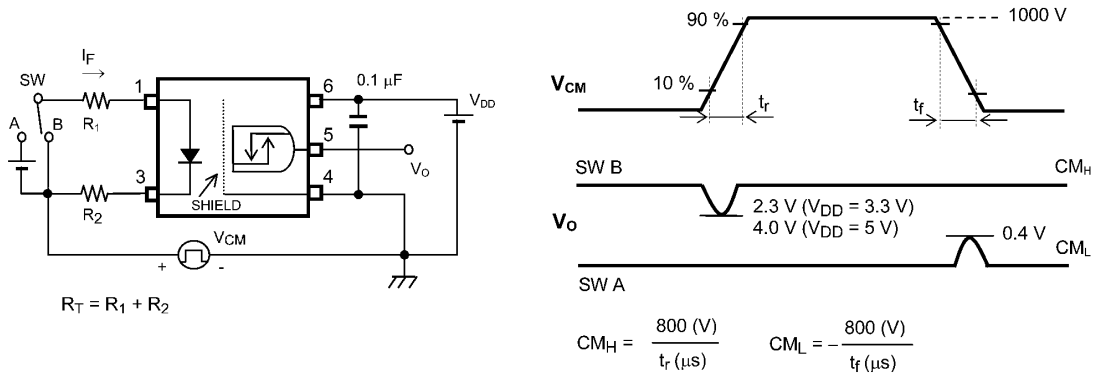 SW
I_F
A
B
R_1
R_2
1
3
6
5
4
SHIELD
0.1 μF
V_DD
V_O
V_CM
+ -
R_T = R_1 + R_2
90 %
10 %
1000 V
V_CM
t_r
t_f
SW B
CM_H
2.3 V (V_DD = 3.3 V)
4.0 V (V_DD = 5 V)
V_O
0.4 V
CM_L
SW A
CM_H = 800 (V) / t_r (μs)
CM_L = - 800 (V) / t_f (μs)